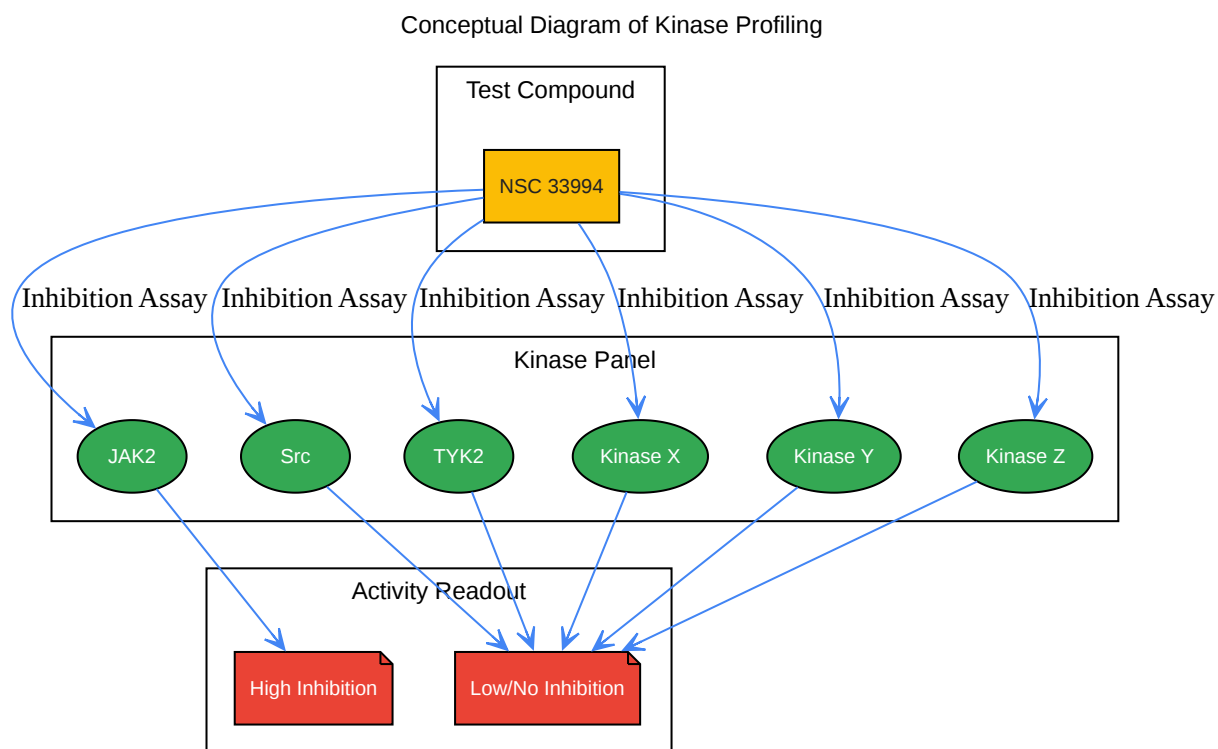 Conceptual Diagram of Kinase Profiling
Test Compound
NSC 33994
Inhibition Assay Inhibition Assay Inhibition Assay Inhibition Assay Inhibition Assay Inhibition Assay
Kinase Panel
JAK2 Src TYK2 Kinase X Kinase Y Kinase Z
Activity Readout
High Inhibition Low/No Inhibition